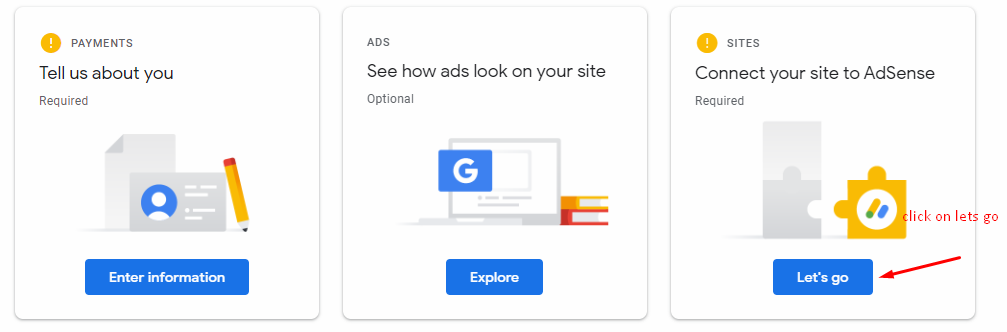 PAYMENTS
Tell us about you
Required
Enter information
ADS
See how ads look on your site
Optional
G
Explore
SITES
Connect your site to AdSense
Required
click on lets go
Let's go